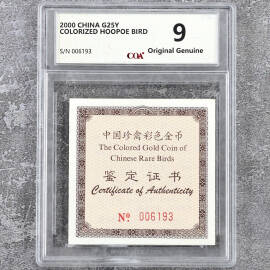 2000 CHINA G25Y
COLORIZED HOOPOE BIRD
S/N 006193
COA
9
Original Genuine
中国珍禽彩色金币
The Colored Gold Coin of
Chinese Rare Birds
鉴定证书
Certificate of Authenticity
No. 006193